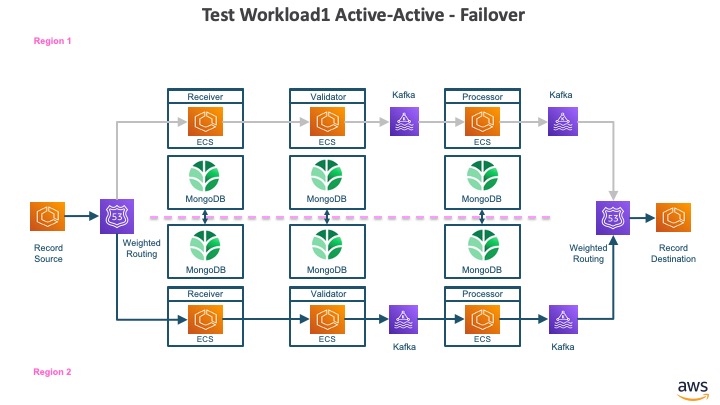 Test Workload1 Active-Active - Failover
Region 1
Receiver
Validator
Kafka
Processor
Kafka
ECS
ECS
ECS
MongoDB
MongoDB
MongoDB
53
53
Record
Source
Weighted
Routing
Weighted
Routing
Record
Destination
MongoDB
MongoDB
MongoDB
Receiver
Validator
Processor
ECS
ECS
Kafka
ECS
Kafka
Region 2
aws